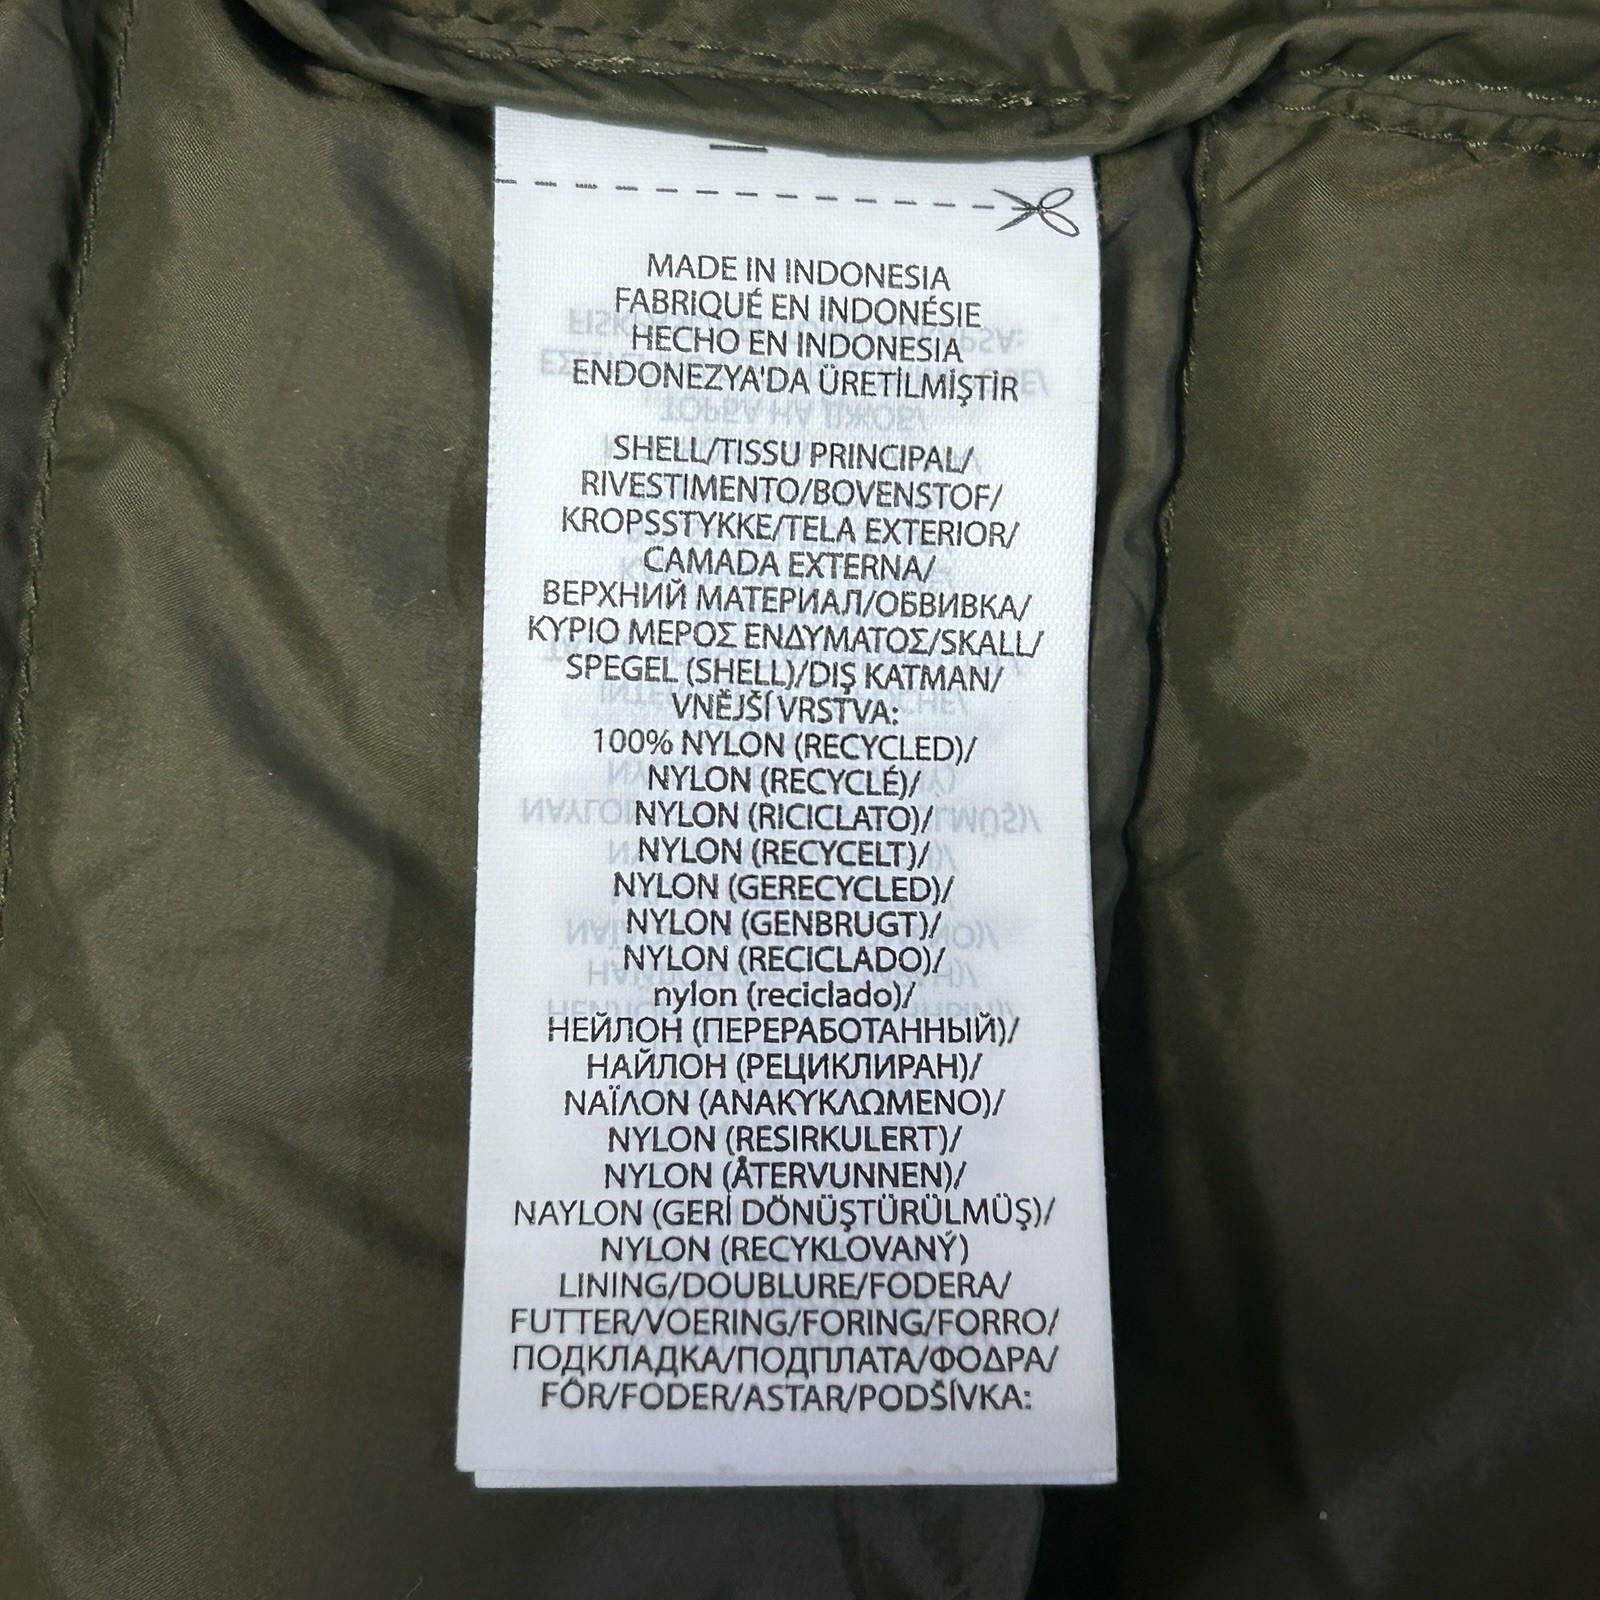 MADE IN INDONESIA
FABRIQUÉ EN INDONÉSIE
HECHO EN INDONESIA
ENDONEZYA'DA ÜRETİLMİŞTİR
SHELL/TISSU PRINCIPAL/
RIVESTIMENTO/BOVENSTOF/
KROPSSTYKKE/TELA EXTERIOR/
CAMADA EXTERNA/
ВЕРХНИЙ МАТЕРИАЛ/ОБВИВКА/
ΚΥΡΙΟ ΜΕΡΟΣ ΕΝΔΥΜΑΤΟΣ/SKALL/
SPEGEL (SHELL)/DIŞ KATMAN/
VNĚJŠÍ VRSTVA:
100% NYLON (RECYCLED)/
NYLON (RECYCLÉ)/
NYLON (RICICLATO)/
NYLON (RECYCELT)/
NYLON (GERECYCLED)/
NYLON (GENBRUGT)/
NYLON (RECICLADO)/
nylon (reciclado)/
НЕЙЛОН (ПЕРЕРАБОТАННЫЙ)/
НАЙЛОН (РЕЦИКЛИРАН)/
ΝΑΪΛΟΝ (ΑΝΑΚΥΚΛΩΜΕΝΟ)/
NYLON (RESIRKULERT)/
NYLON (ÅTERVUNNEN)/
NAYLON (GERİ DÖNÜŞTÜRÜLMÜŞ)/
NYLON (RECYKLOVANÝ)
LINING/DOUBLURE/FODERA/
FUTTER/VOERING/FORING/FORRO/
ПОДКЛАДКА/ПОДПЛАТА/ΦΟΔΡΑ/
FÔR/FODER/ASTAR/PODŠÍVKA: